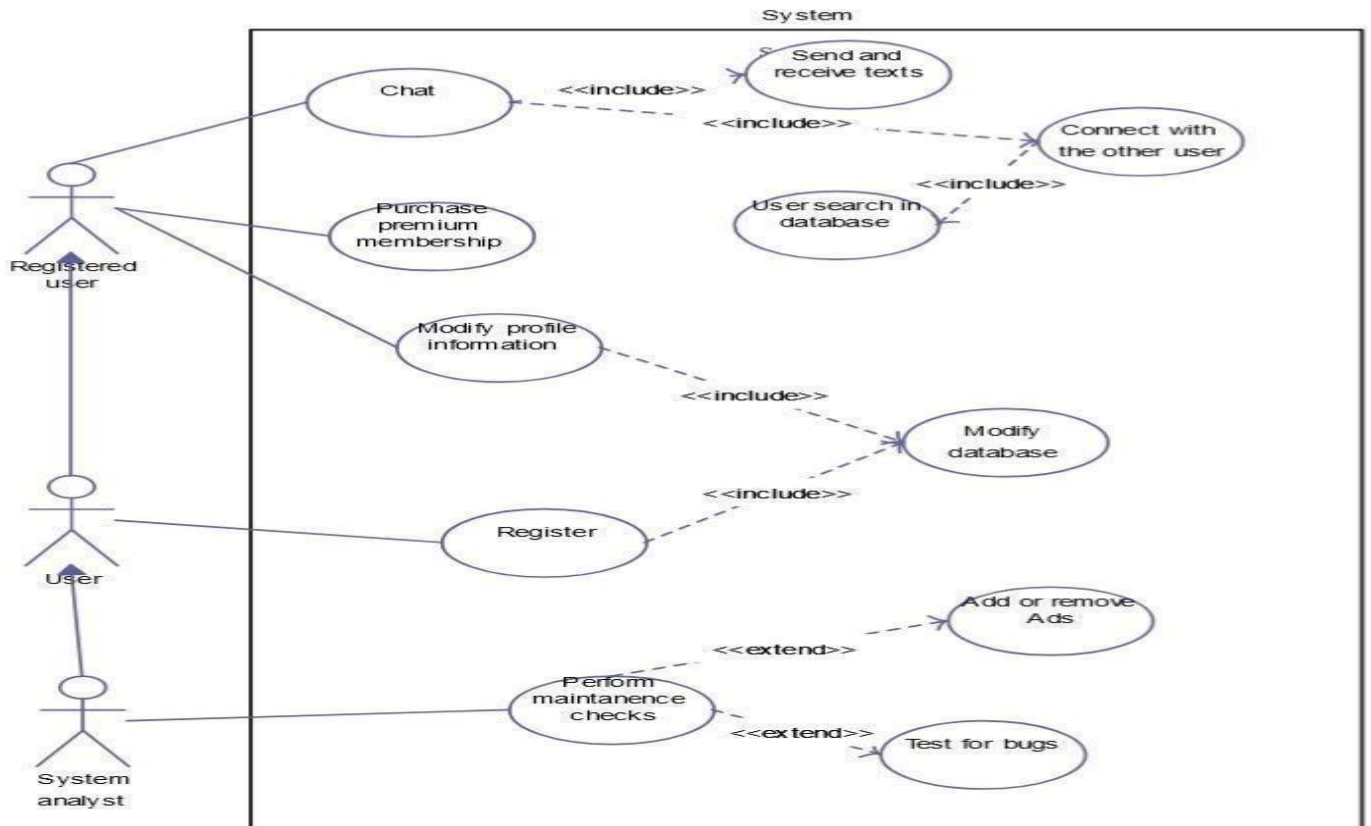 System
S
Send and
receive texts
Chat
<<include>>
<<include>>
Connect with
the other user
<<include>>
User search in
database
Purchase
premium
membership
Registered
user
Modify profile
information
<<include>>
Modify
database
<<include>>
Register
User
Add or remove
Ads
<<extend>>
Perform
maintanence
checks
<<extend>>
Test for bugs
System
analyst